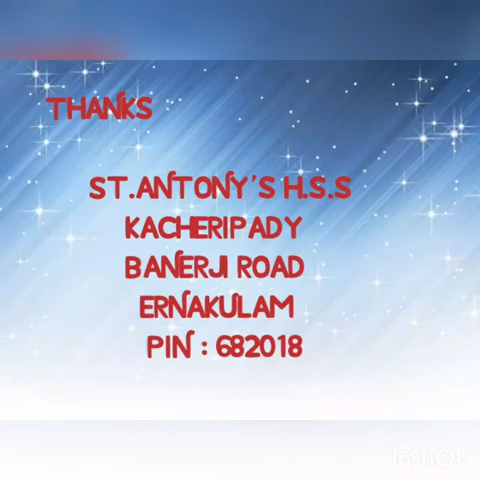 THANKS
ST.ANTONY'S H.S.S
KACHERIPADY
BANERJI ROAD
ERNAKULAM
PIN : 682018
InShOt